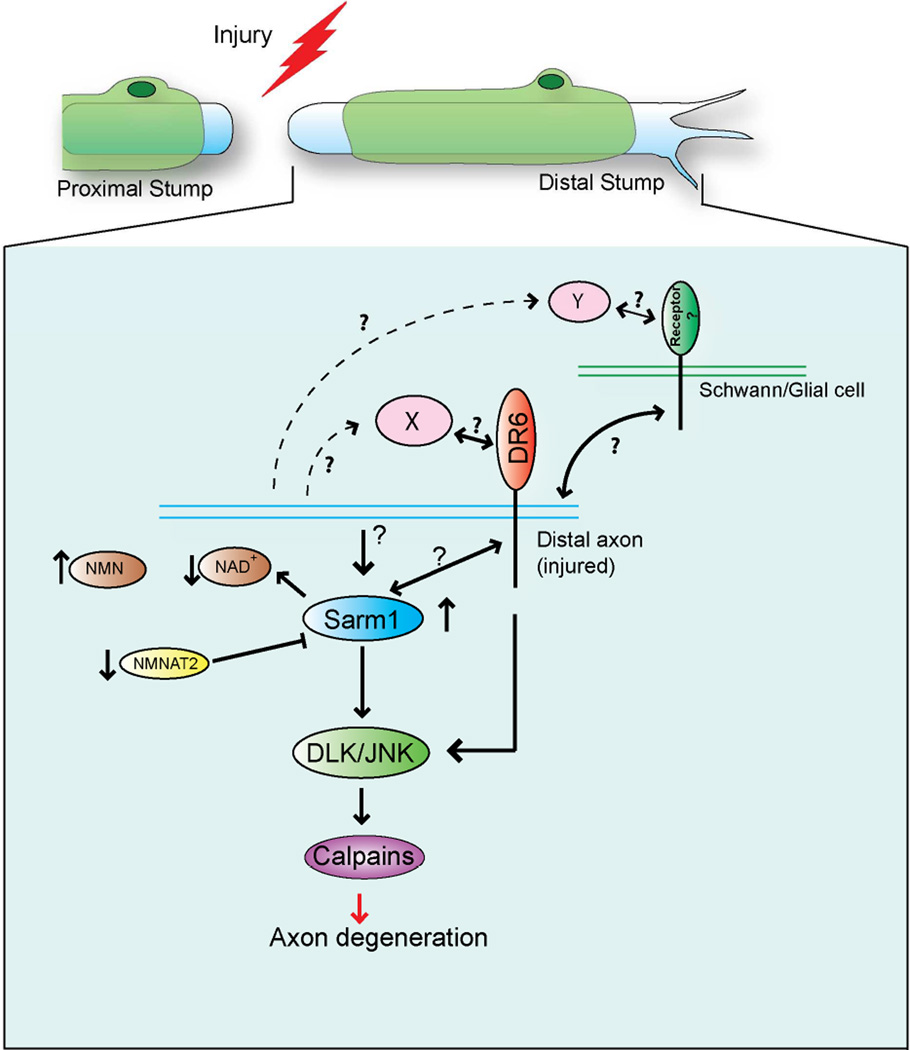 Injury
Proximal Stump
Distal Stump
Y
?
Receptor
?
?
Schwann/Glial cell
X
?
DR6
?
?
?
?
Distal axon
(injured)
NMN
NAD+
Sarm1
NMNAT2
DLK/JNK
Calpains
Axon degeneration